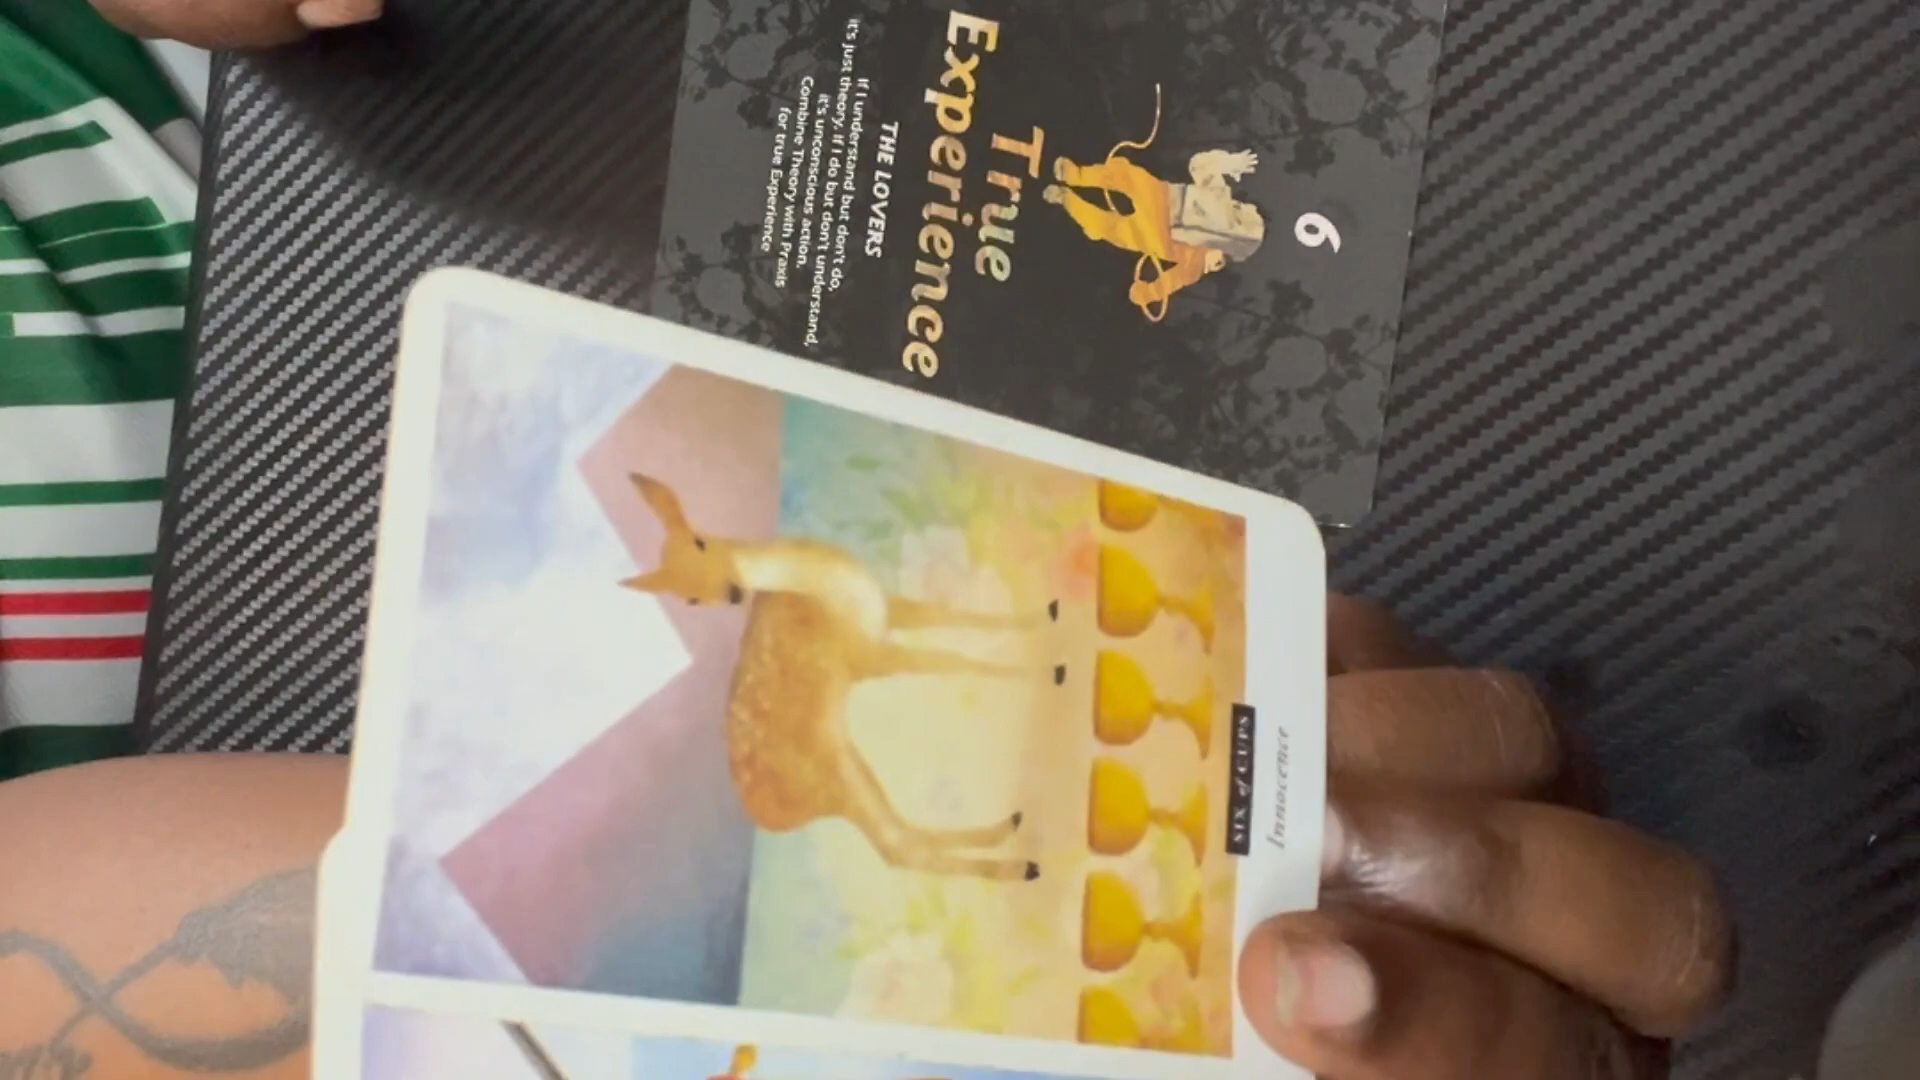 6
True
Experience
THE LOVERS
If I understand but don't do,
it's just theory. If I do but don't understand,
it's unconscious action.
Combine Theory with Praxis
for true Experience
SIX of CUPS
Innocence